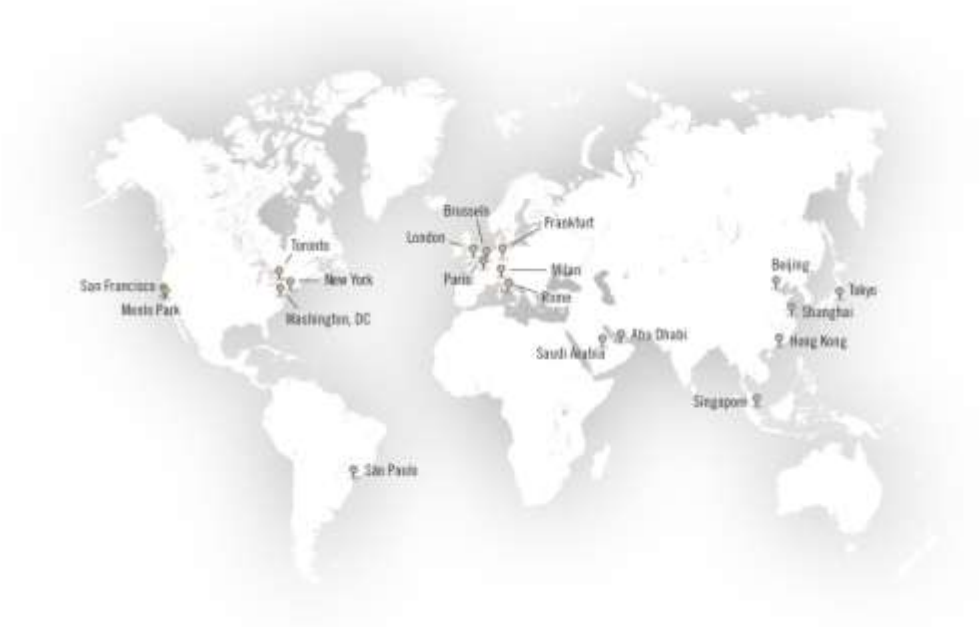 Brussels
Frankfurt
London
Toronto
Beijing
Milan
San Francisco
New York
Paris
Tokyo
Rome
Menlo Park
Shanghai
Washington, DC
Abu Dhabi
Hong Kong
Saudi Arabia
Singapore
São Paulo